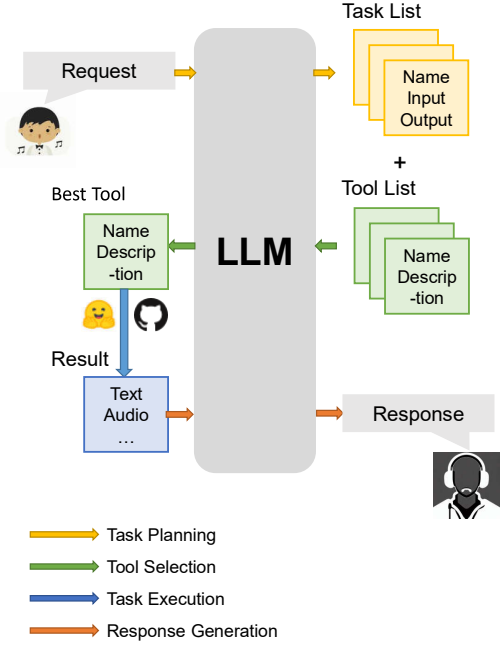 Task List
Request
Name
Input
Output
+
Best Tool
Tool List
Name
Descrip
-tion
LLM
Name
Descrip
-tion
Result
Text
Audio
...
Response
Task Planning
Tool Selection
Task Execution
Response Generation